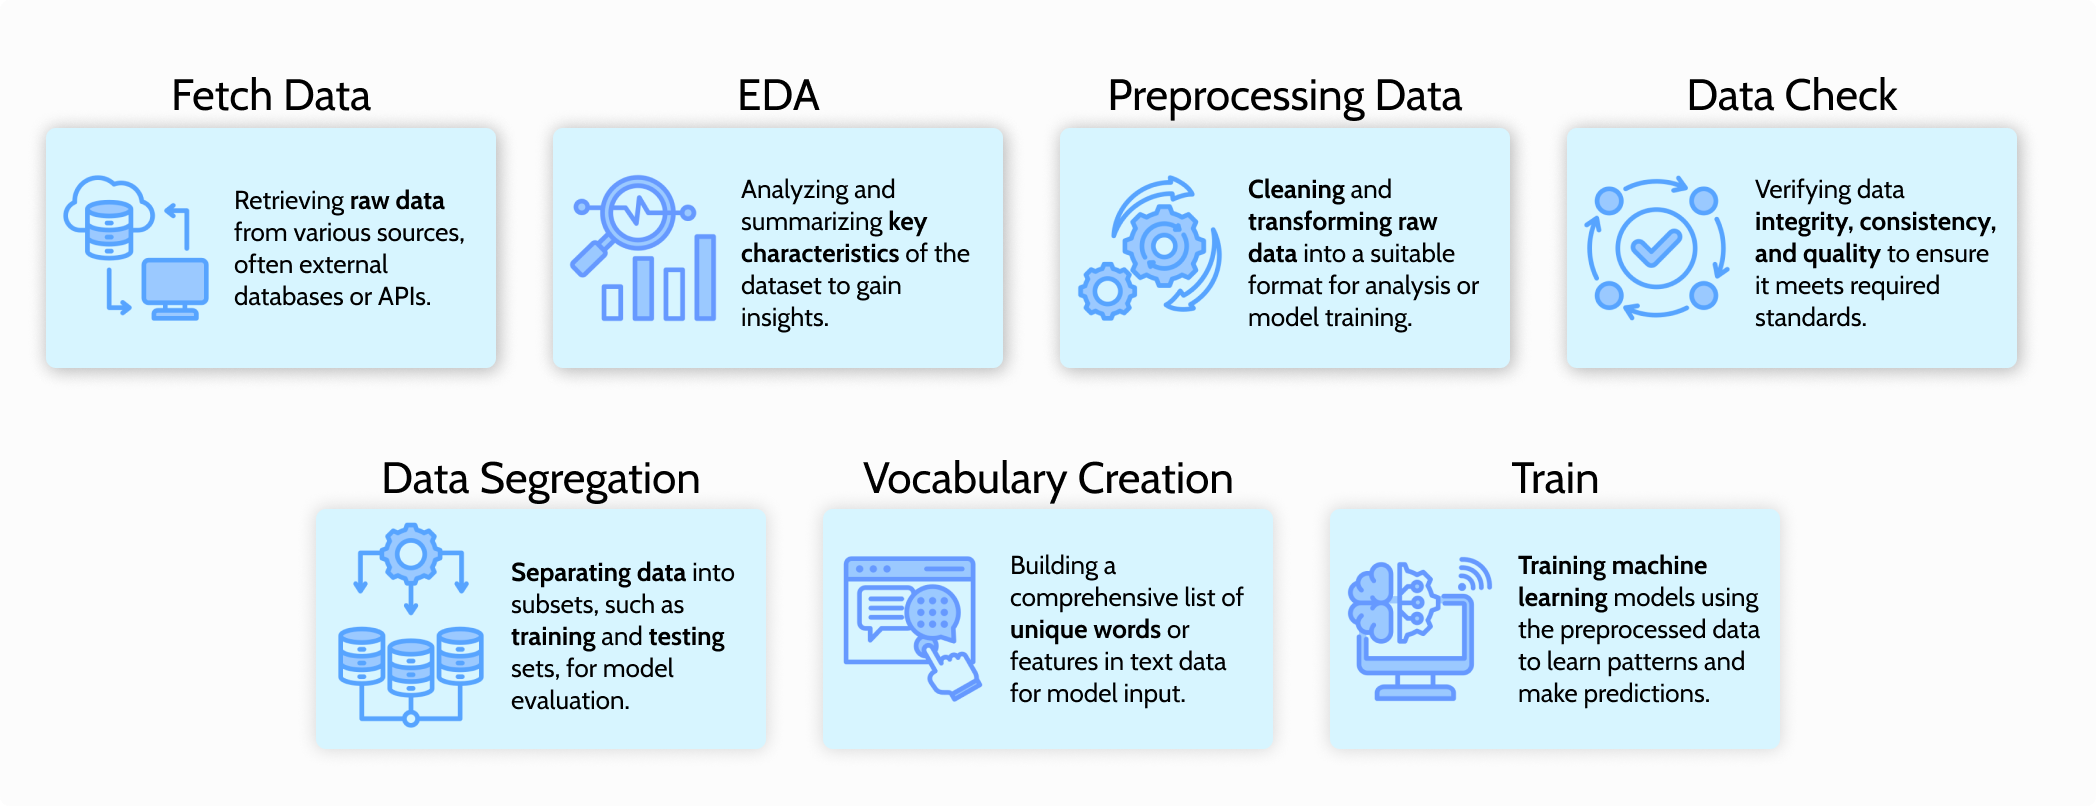 Fetch Data
Retrieving raw data
from various sources,
often external
databases or APIs.
EDA
Analyzing and
summarizing key
characteristics of the
dataset to gain
insights.
Preprocessing Data
Cleaning and
transforming raw
data into a suitable
format for analysis or
model training.
Data Check
Verifying data
integrity, consistency,
and quality to ensure
it meets required
standards.
Data Segregation
Separating data into
subsets, such as
training and testing
sets, for model
evaluation.
Vocabulary Creation
Building a
comprehensive list of
unique words or
features in text data
for model input.
Train
Training machine
learning models using
the preprocessed data
to learn patterns and
make predictions.